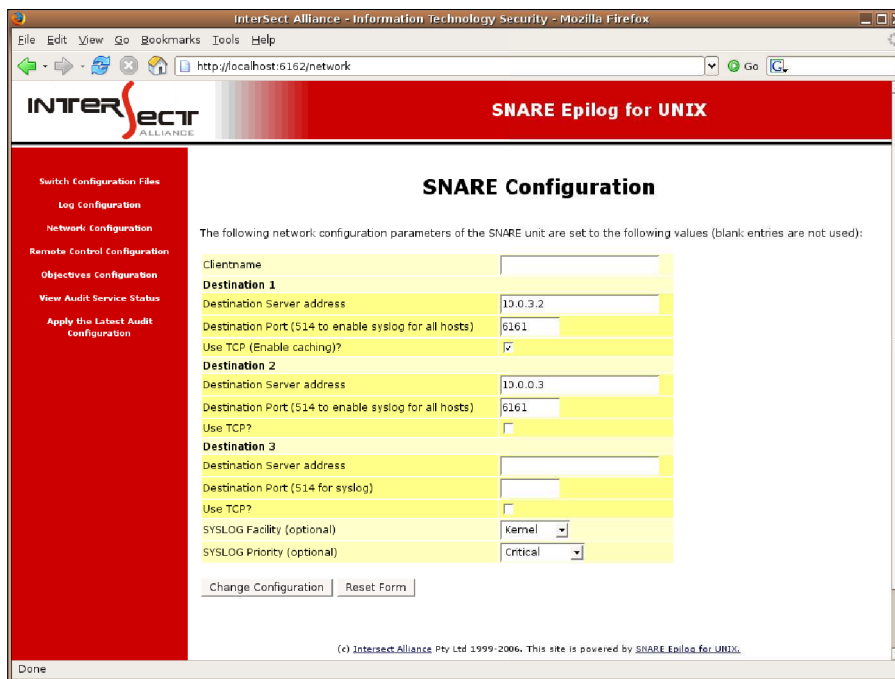 InterSect Alliance - Information Technology Security - Mozilla Firefox
File Edit View Go Bookmarks Tools Help
http://localhost:6162/network
Go
INTERSECT
ALLIANCE
SNARE Epilog for UNIX
Switch Configuration Files
Log Configuration
Network Configuration
Remote Control Configuration
Objectives Configuration
View Audit Service Status
Apply the Latest Audit
Configuration
SNARE Configuration
The following network configuration parameters of the SNARE unit are set to the following values (blank entries are not used):
Clientname
Destination 1
Destination Server address 10.0.3.2
Destination Port (514 to enable syslog for all hosts) 6161
Use TCP (Enable caching)?
Destination 2
Destination Server address 10.0.0.3
Destination Port (514 to enable syslog for all hosts) 6161
Use TCP?
Destination 3
Destination Server address
Destination Port (514 for syslog)
Use TCP?
SYSLOG Facility (optional) Kernel
SYSLOG Priority (optional) Critical
Change Configuration Reset Form
(c) Intersect Alliance Pty Ltd 1999-2006. This site is powered by SNARE Epilog for UNIX.
Done